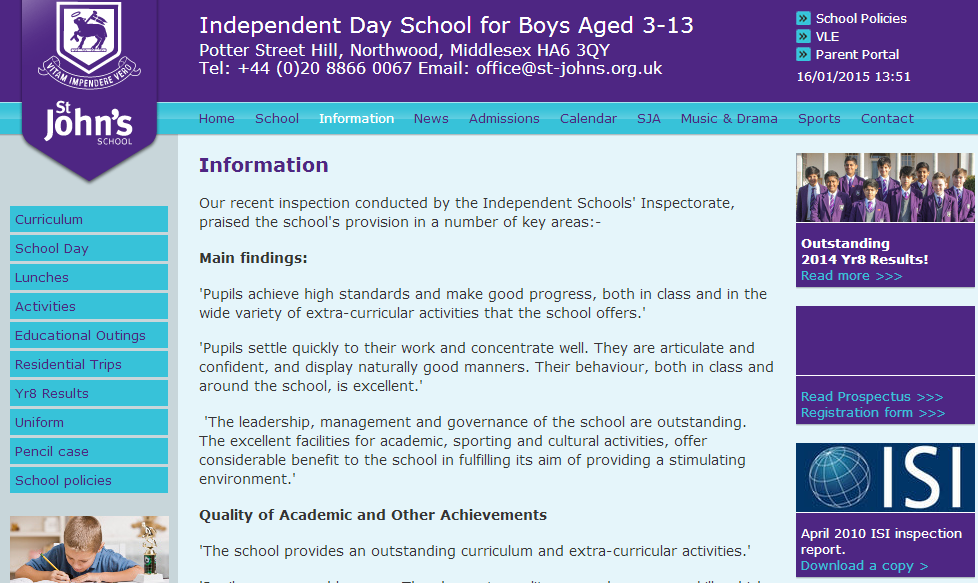 Independent Day School for Boys Aged 3-13
Potter Street Hill, Northwood, Middlesex HA6 3QY
Tel: +44 (0)20 8866 0067 Email: office@st-johns.org.uk
School Policies
VLE
Parent Portal
16/01/2015 13:51
VITAM IMPENDERE VERO
St
John's
SCHOOL
Home School Information News Admissions Calendar SJA Music & Drama Sports Contact
Curriculum
School Day
Lunches
Activities
Educational Outings
Residential Trips
Yr8 Results
Uniform
Pencil case
School policies
Information
Our recent inspection conducted by the Independent Schools' Inspectorate,
praised the school's provision in a number of key areas:-
Main findings:
'Pupils achieve high standards and make good progress, both in class and in the
wide variety of extra-curricular activities that the school offers.'
'Pupils settle quickly to their work and concentrate well. They are articulate and
confident, and display naturally good manners. Their behaviour, both in class and
around the school, is excellent.'
'The leadership, management and governance of the school are outstanding.
The excellent facilities for academic, sporting and cultural activities, offer
considerable benefit to the school in fulfilling its aim of providing a stimulating
environment.'
Quality of Academic and Other Achievements
'The school provides an outstanding curriculum and extra-curricular activities.'
Outstanding
2014 Yr8 Results!
Read more >>>
Read Prospectus >>>
Registration form >>>
ISI
April 2010 ISI inspection
report.
Download a copy >